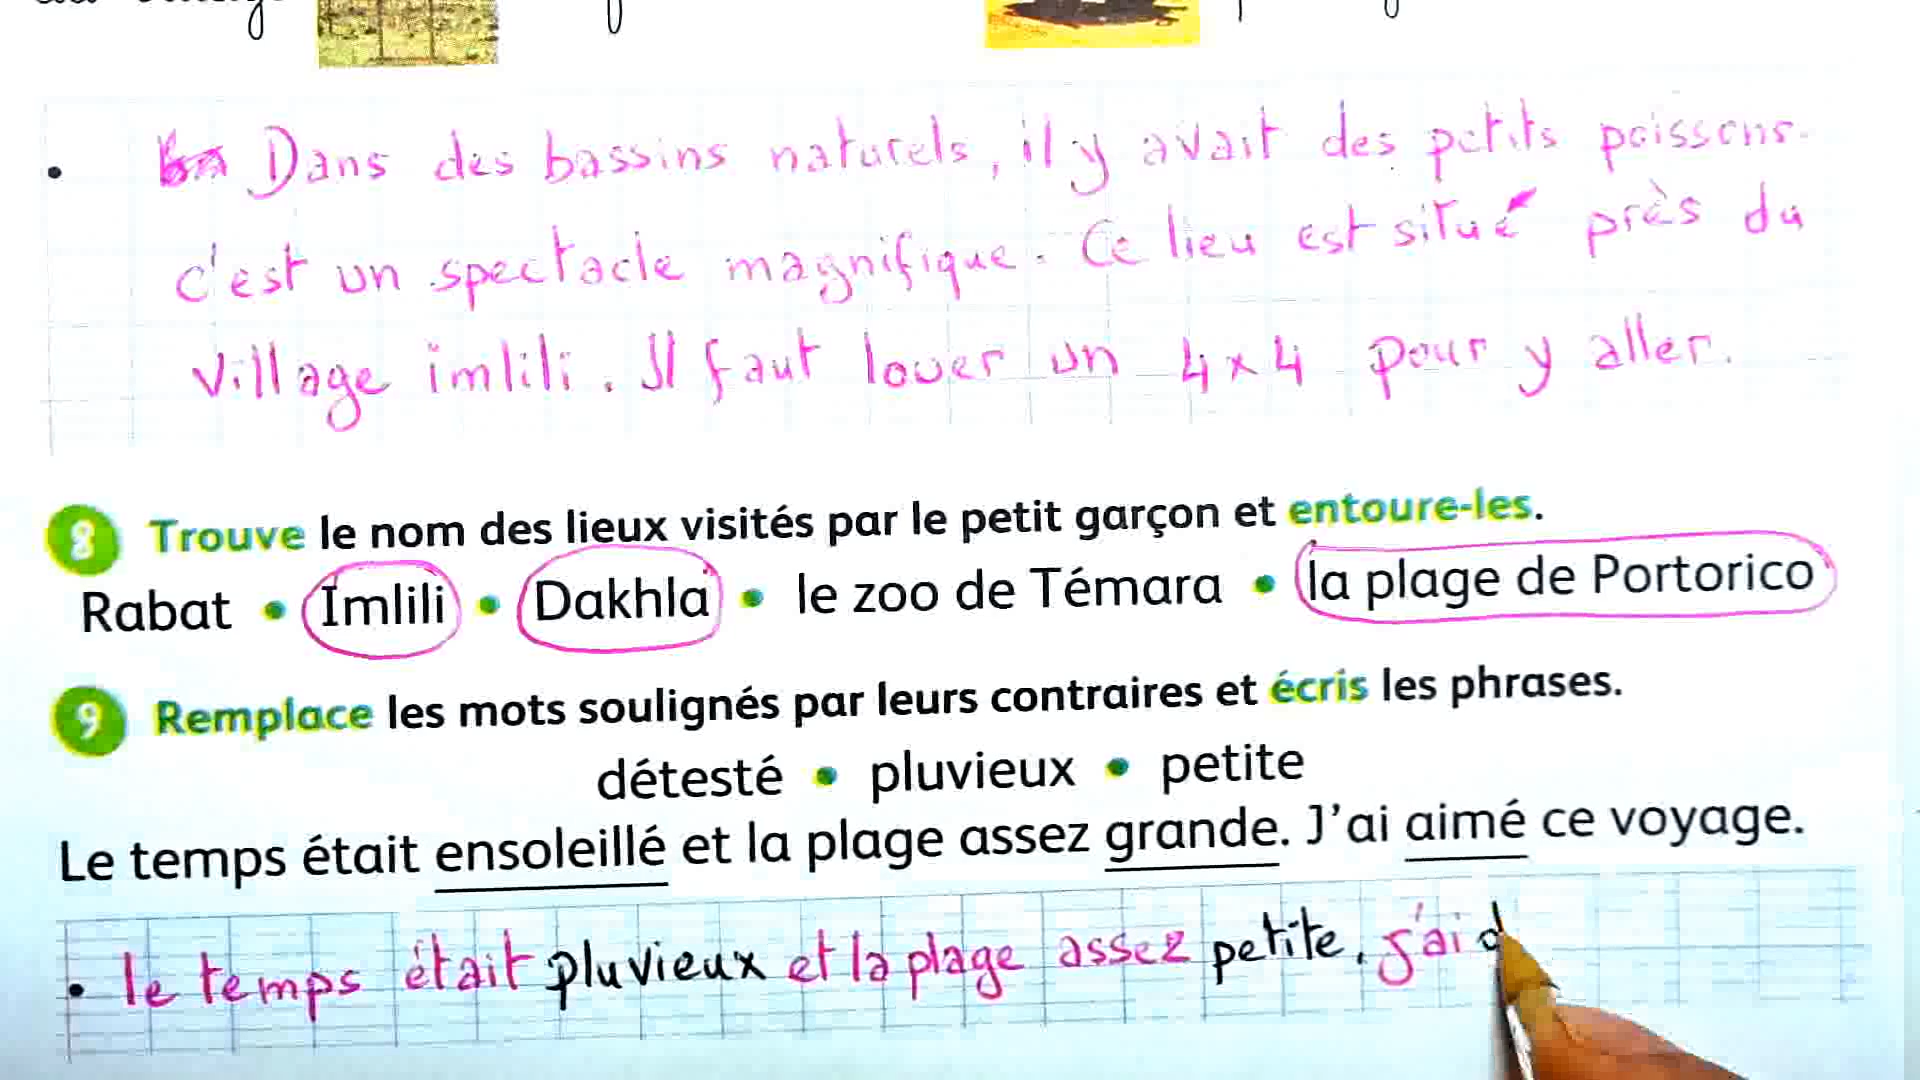 Dans des bassins naturels, il y avait des petits poissons.
c'est un spectacle magnifique. Ce lieu est situé près du
village imlili. Il faut louer un 4x4 pour y aller.
8 Trouve le nom des lieux visités par le petit garçon et entoure-les.
Rabat • Imlili • Dakhla • le zoo de Témara • la plage de Portorico
9 Remplace les mots soulignés par leurs contraires et écris les phrases.
détesté • pluvieux • petite
Le temps était ensoleillé et la plage assez grande. J'ai aimé ce voyage.
• le temps était pluvieux et la plage assez petite. j'ai d